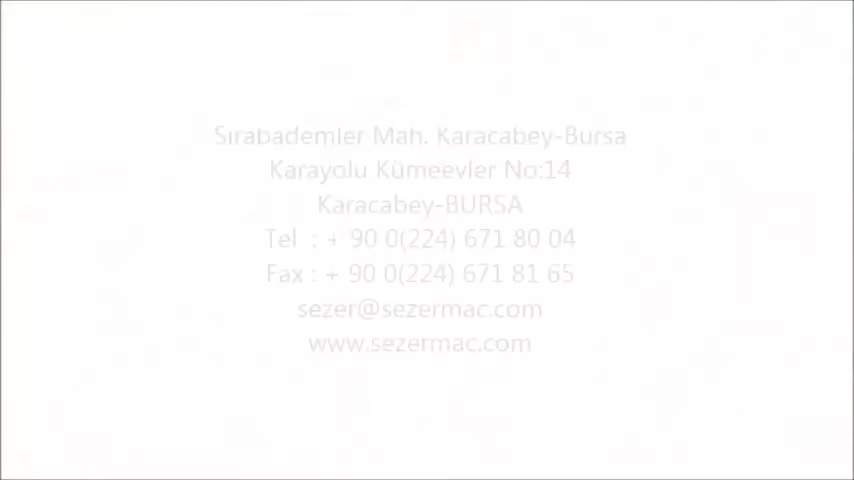 Sırabademler Mah. Karacabey-Bursa
Karayolu Kümeevler No:14
Karacabey-BURSA
Tel : + 90 0(224) 671 80 04
Fax : + 90 0(224) 671 81 65
sezer@sezermac.com
www.sezermac.com